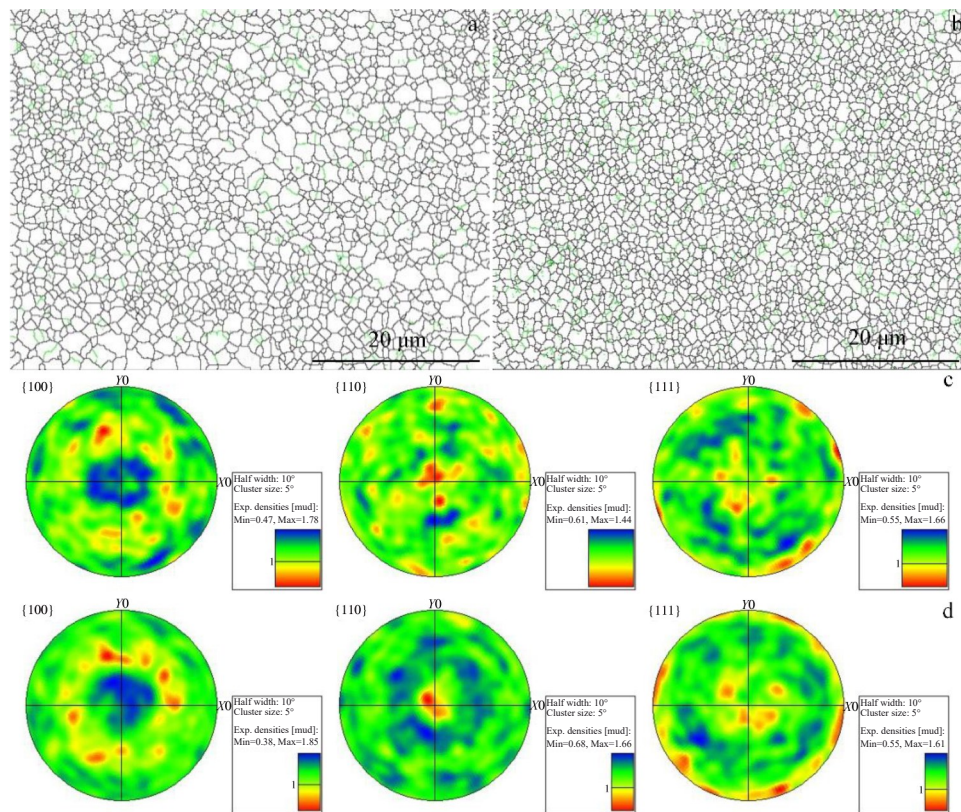 a
b
20 μm
20 μm
c
{100}
Y0
X0
Half width: 10°
Cluster size: 5°
Exp. densities [mud]:
Min=0.47, Max=1.78
1
{110}
Y0
X0
Half width: 10°
Cluster size: 5°
Exp. densities [mud]:
Min=0.61, Max=1.44
{111}
Y0
X0
Half width: 10°
Cluster size: 5°
Exp. densities [mud]:
Min=0.55, Max=1.66
1
d
{100}
Y0
X0
Half width: 10°
Cluster size: 5°
Exp. densities [mud]:
Min=0.38, Max=1.85
1
{110}
Y0
X0
Half width: 10°
Cluster size: 5°
Exp. densities [mud]:
Min=0.68, Max=1.66
1
{111}
Y0
X0
Half width: 10°
Cluster size: 5°
Exp. densities [mud]:
Min=0.55, Max=1.61
1